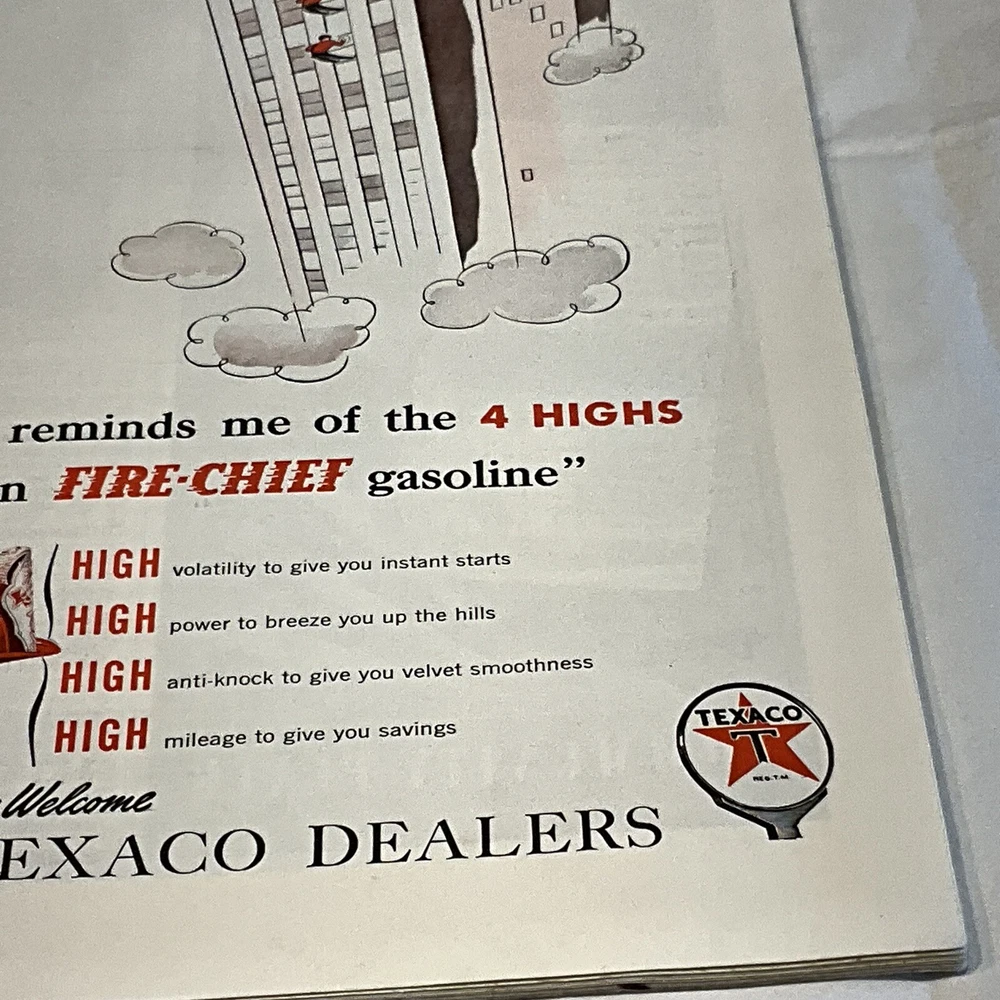 reminds me of the 4 HIGHS
n FIRE-CHIEF gasoline”
HIGH volatility to give you instant starts
HIGH power to breeze you up the hills
HIGH anti-knock to give you velvet smoothness
HIGH mileage to give you savings
Welcome
EXACO DEALERS
TEXACO
T
REG. T.M.